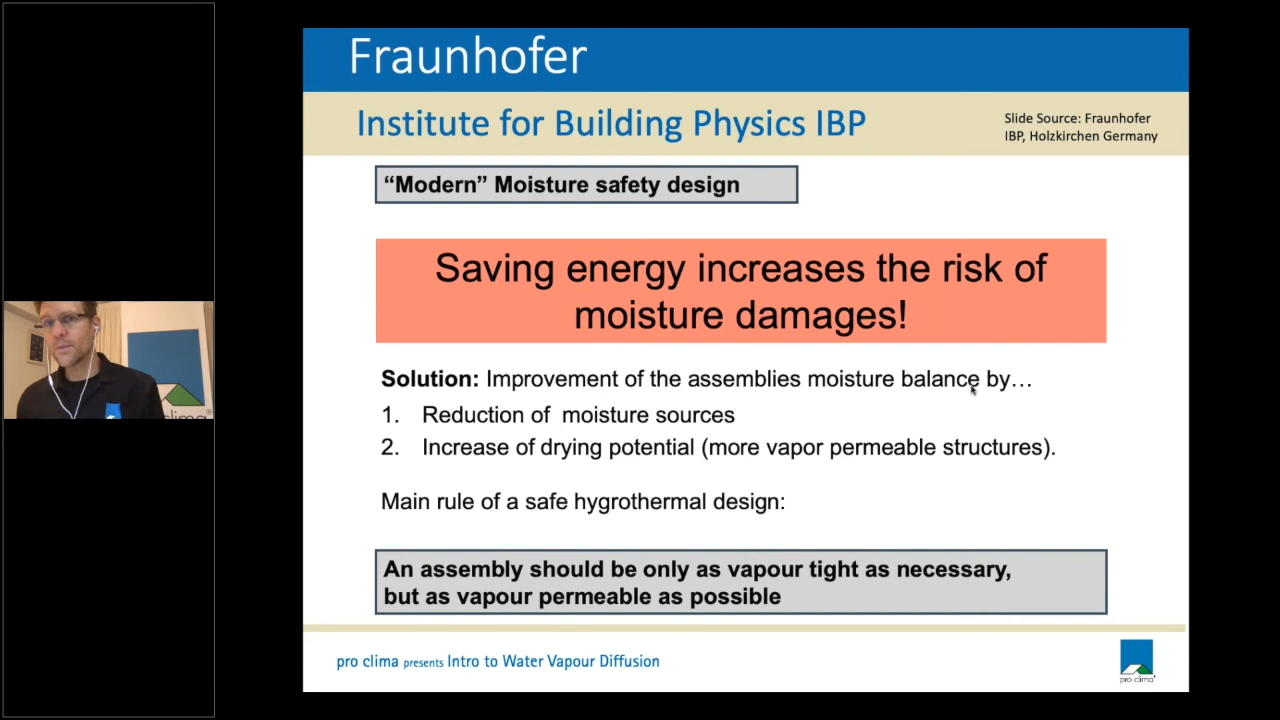 Fraunhofer
Institute for Building Physics IBP
Slide Source: Fraunhofer
IBP, Holzkirchen Germany
“Modern” Moisture safety design
Saving energy increases the risk of
moisture damages!
Solution: Improvement of the assemblies moisture balance by…
1. Reduction of moisture sources
2. Increase of drying potential (more vapor permeable structures).
Main rule of a safe hygrothermal design:
An assembly should be only as vapour tight as necessary,
but as vapour permeable as possible
pro clima presents Intro to Water Vapour Diffusion
pro clima
clima®